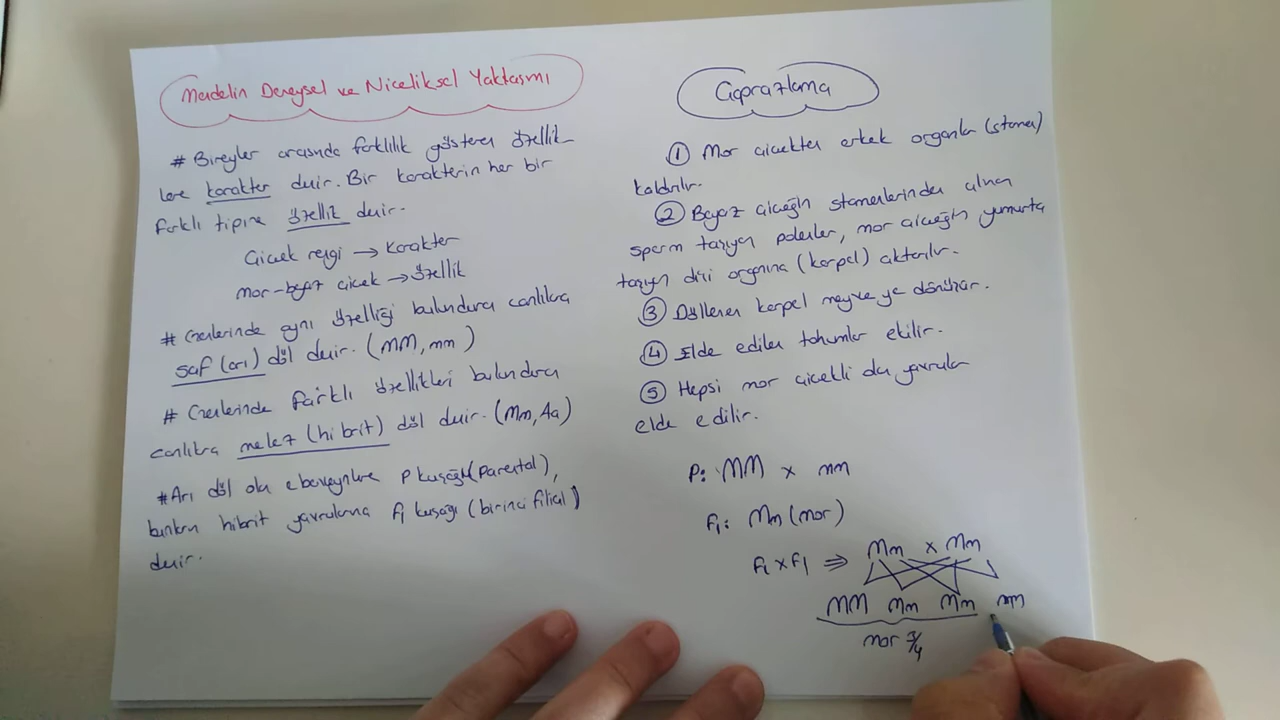 Mendelin Deneysel ve Niceliksel Yaklaşımı
# Bireyler arasında farklılık gösteren özellik
lere karakter denir. Bir karakterin her bir
farklı tipine özellik denir.
Çiçek rengi → karakter
mor-beyaz çiçek → özellik
# Genlerinde aynı özelliği bulunduran canlılara
saf (arı) döl denir. (MM, mm)
# Genlerinde farklı özellikleri bulunduran
canlılara melez (hibrit) döl denir. (Mm, Aa)
# Arı döl olan ebeveynlere P kuşağı (parental),
bunların hibrit yavrularına F1 kuşağı (birinci filial)
denir.
Çaprazlama
① Mor çiçekten erkek organlar (stamen)
kaldırılır.
② Beyaz çiçeğin stamenlerinden alınan
sperm taşıyan polenler, mor çiçeğin yumurta
taşıyan dişi organına (karpel) aktarılır.
③ Döllenen karpel meyveye dönüşür.
④ Elde edilen tohumlar ekilir.
⑤ Hepsi mor çiçekli olan yavrular
elde edilir.
P: MM x mm
F1: Mm (mor)
F1 x F1 ⇒ Mm x Mm
MM Mm Mm mm
mor 3/4